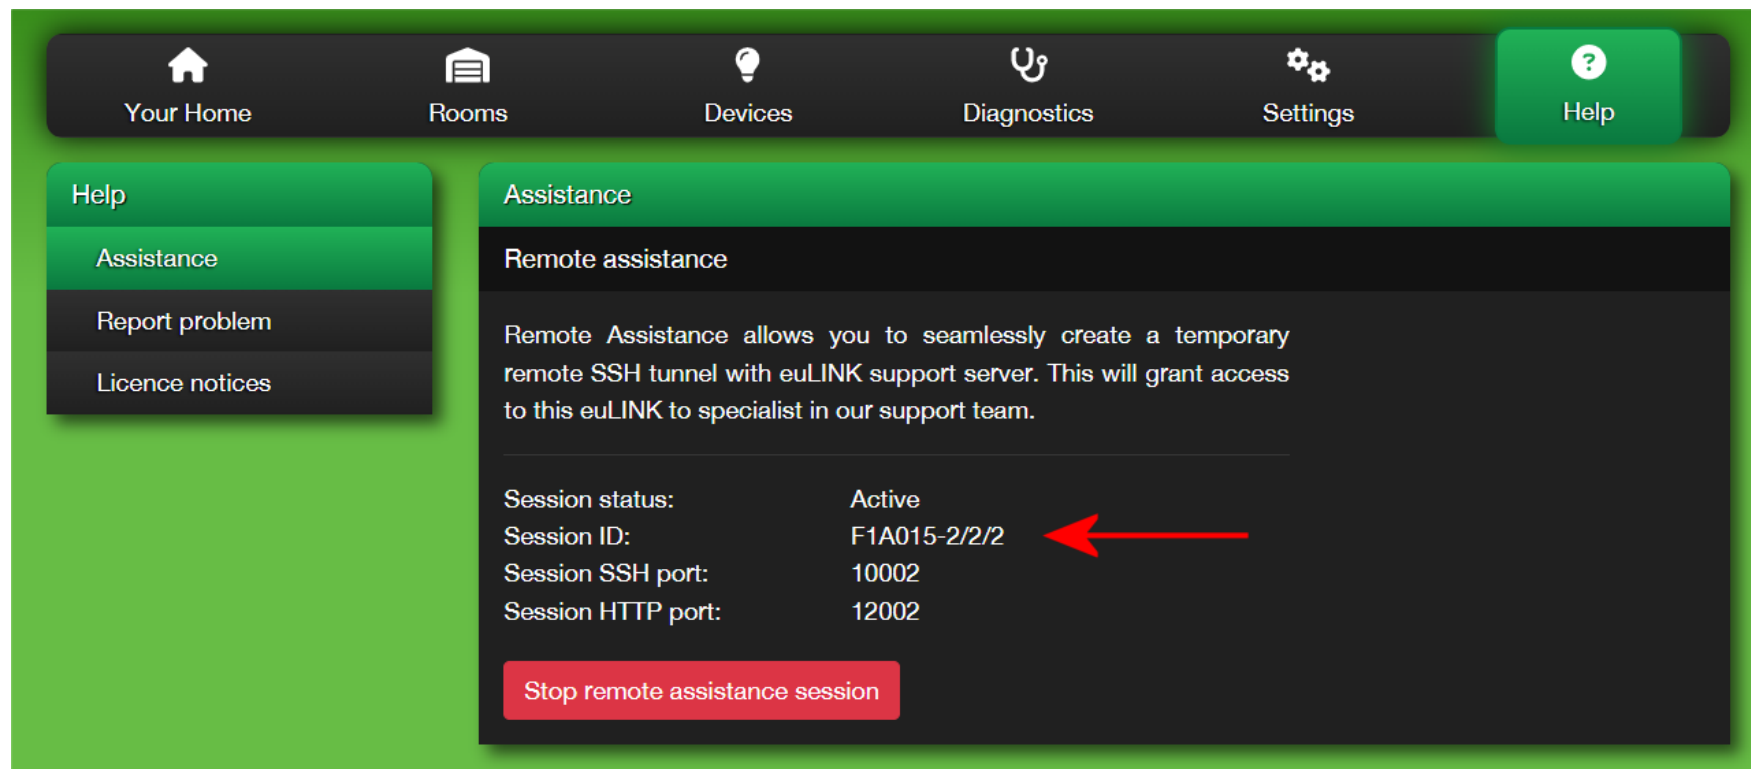 Your Home
Rooms
Devices
Diagnostics
Settings
Help
Help
Assistance
Report problem
Licence notices
Assistance
Remote assistance
Remote Assistance allows you to seamlessly create a temporary
remote SSH tunnel with euLINK support server. This will grant access
to this euLINK to specialist in our support team.
Session status: Active
Session ID: F1A015-2/2/2
Session SSH port: 10002
Session HTTP port: 12002
Stop remote assistance session